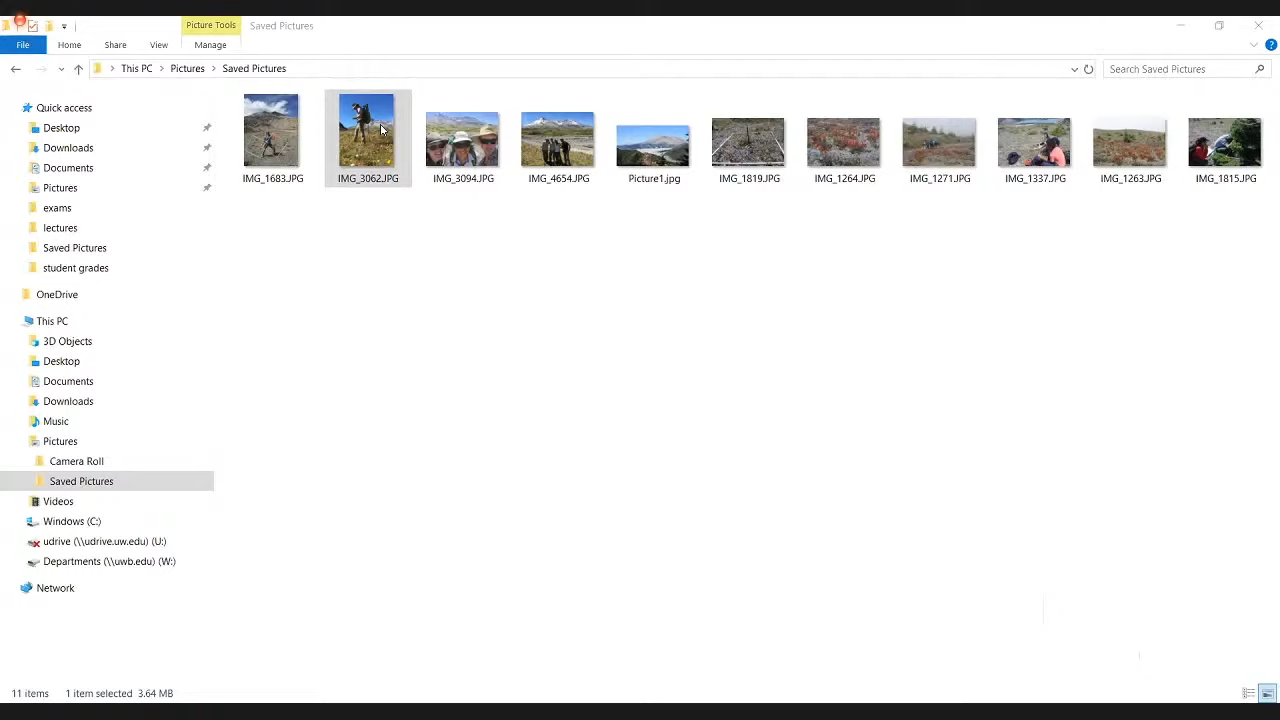 Picture Tools Saved Pictures
File Home Share View Manage
This PC Pictures Saved Pictures Search Saved Pictures
Quick access
Desktop
Downloads
Documents
Pictures
exams
lectures
Saved Pictures
student grades
OneDrive
This PC
3D Objects
Desktop
Documents
Downloads
Music
Pictures
Camera Roll
Saved Pictures
Videos
Windows (C:)
udrive (\\udrive.uw.edu) (U:)
Departments (\\uwb.edu) (W:)
Network
IMG_1683.JPG IMG_3062.JPG IMG_3094.JPG IMG_4654.JPG Picture1.jpg IMG_1819.JPG IMG_1264.JPG IMG_1271.JPG IMG_1337.JPG IMG_1263.JPG IMG_1815.JPG
11 items 1 item selected 3.64 MB